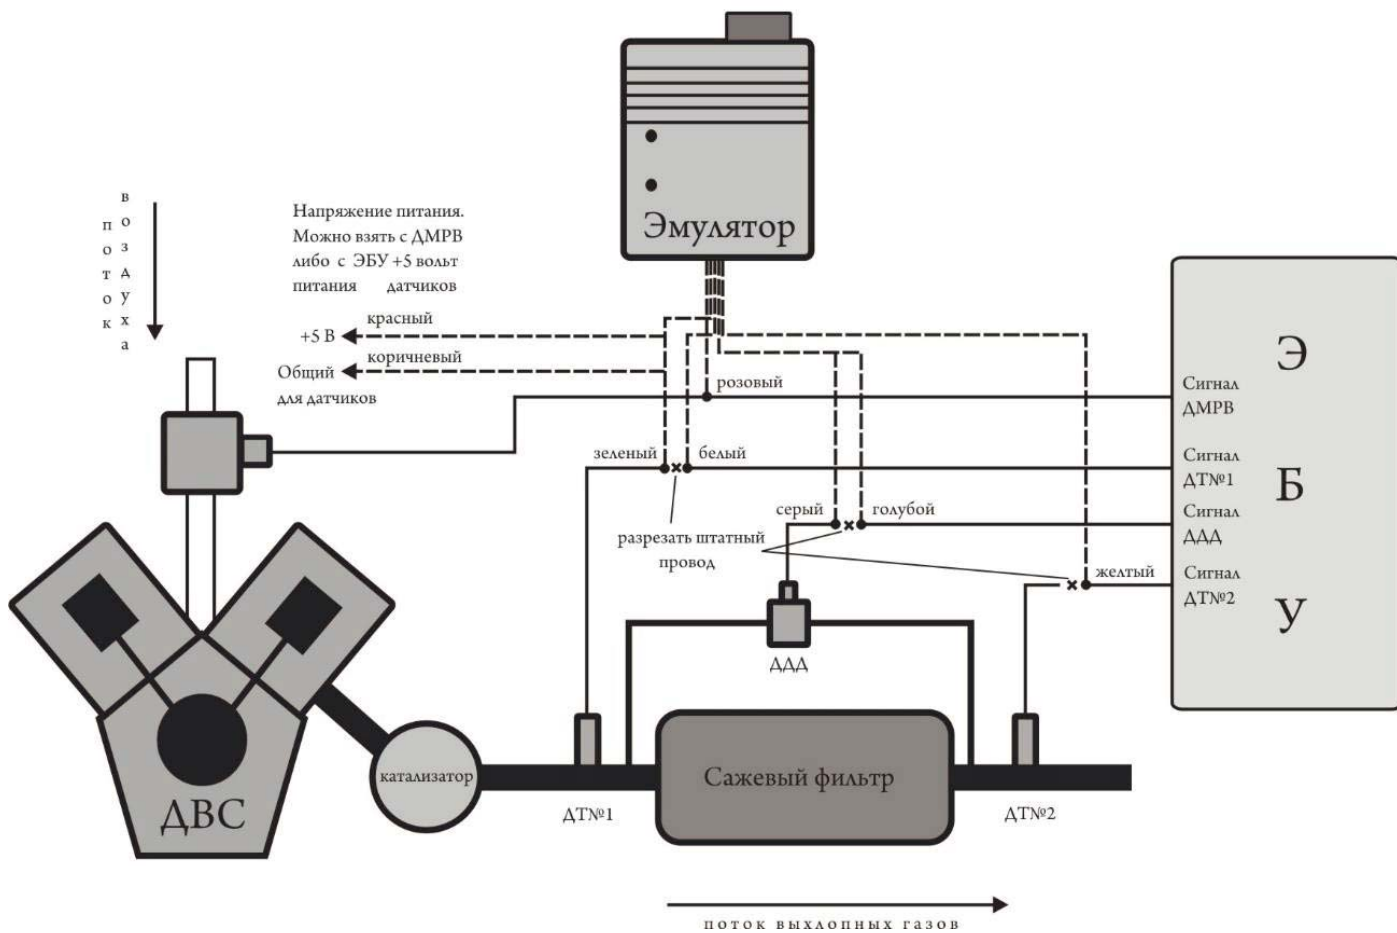 Эмулятор
поток
воздуха
Напряжение питания.
Можно взять с ДМРВ
либо с ЭБУ +5 вольт
питания датчиков
красный
+5 В
коричневый
Общий
для датчиков
розовый
Сигнал
ДМРВ
Э
Б
У
зеленый
белый
Сигнал
ДТ№1
серый
голубой
Сигнал
ДДД
разрезать штатный
провод
желтый
Сигнал
ДТ№2
ДДД
катализатор
Сажевый фильтр
ДВС
ДТ№1
ДТ№2
поток выхлопных газов